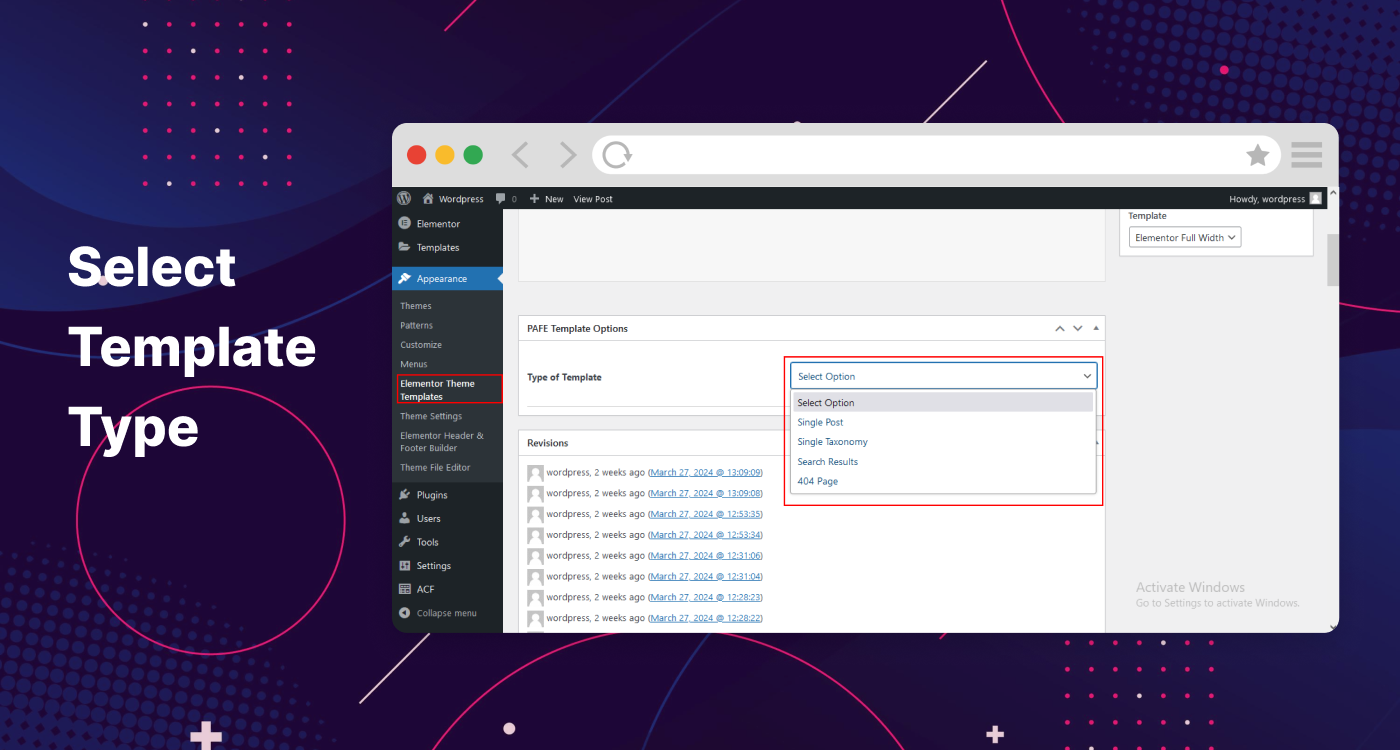 Select
Template
Type
Wordpress 0 New View Post Howdy, wordpress
Elementor
Templates
Appearance
Themes
Patterns
Customize
Menus
Elementor Theme
Templates
Theme Settings
Elementor Header &
Footer Builder
Theme File Editor
Plugins
Users
Tools
Settings
ACF
Collapse menu
Template
Elementor Full Width
PAFE Template Options
Type of Template
Select Option
Select Option
Single Post
Single Taxonomy
Search Results
404 Page
Revisions
wordpress, 2 weeks ago (March 27, 2024 @ 13:09:09)
wordpress, 2 weeks ago (March 27, 2024 @ 13:09:08)
wordpress, 2 weeks ago (March 27, 2024 @ 12:53:35)
wordpress, 2 weeks ago (March 27, 2024 @ 12:53:34)
wordpress, 2 weeks ago (March 27, 2024 @ 12:31:06)
wordpress, 2 weeks ago (March 27, 2024 @ 12:31:04)
wordpress, 2 weeks ago (March 27, 2024 @ 12:28:23)
wordpress, 2 weeks ago (March 27, 2024 @ 12:28:22)
Activate Windows
Go to Settings to activate Windows.